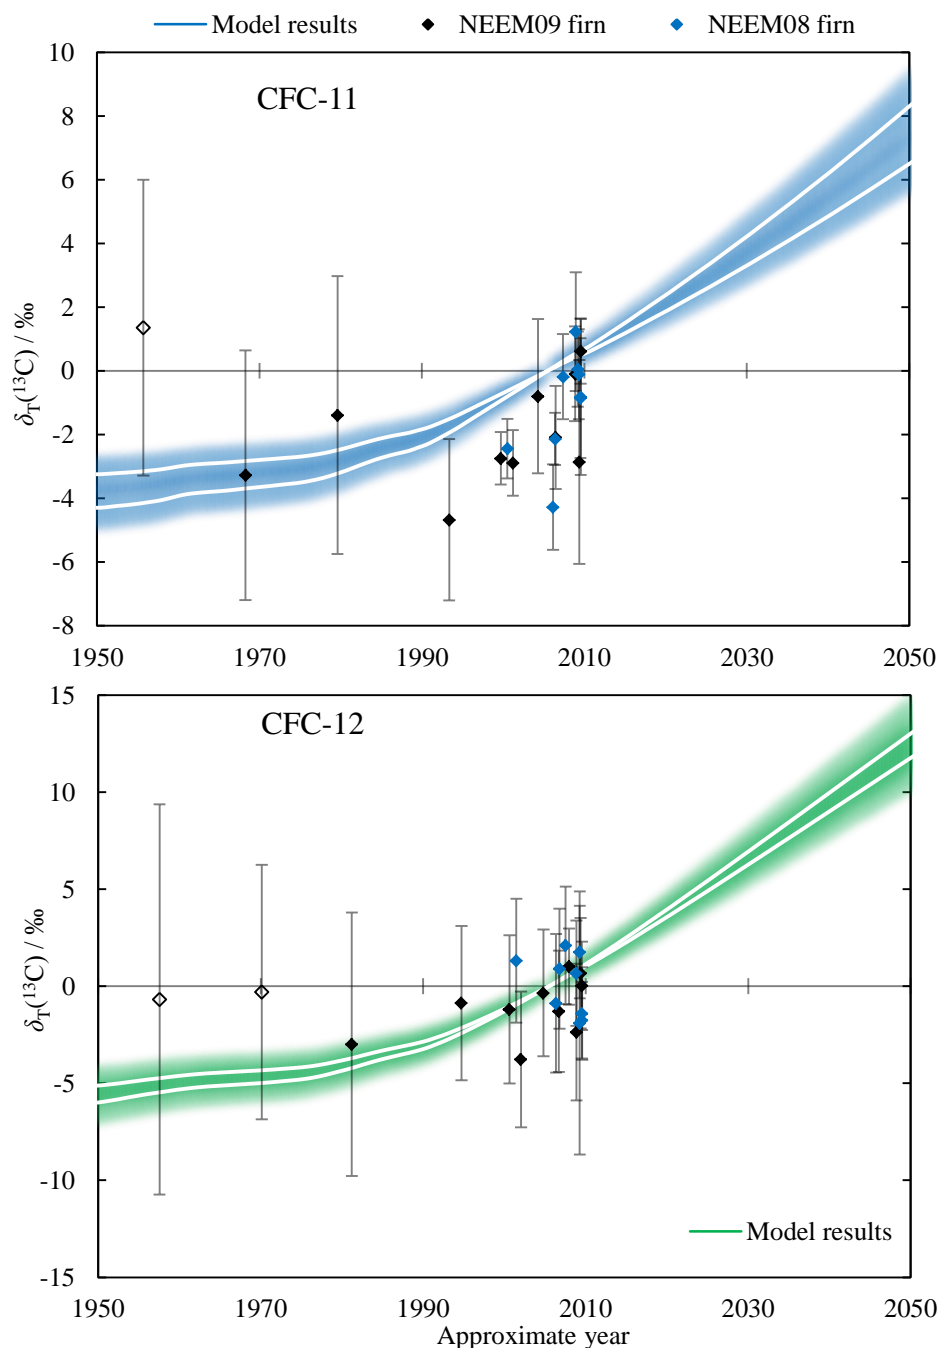 Model results NEEM09 firn NEEM08 firn
CFC-11
10
8
6
4
2
0
-2
-4
-6
-8
δT(¹³C) / ‰
1950 1970 1990 2010 2030 2050
CFC-12
15
10
5
0
-5
-10
-15
δT(¹³C) / ‰
Model results
1950 1970 1990 2010 2030 2050
Approximate year